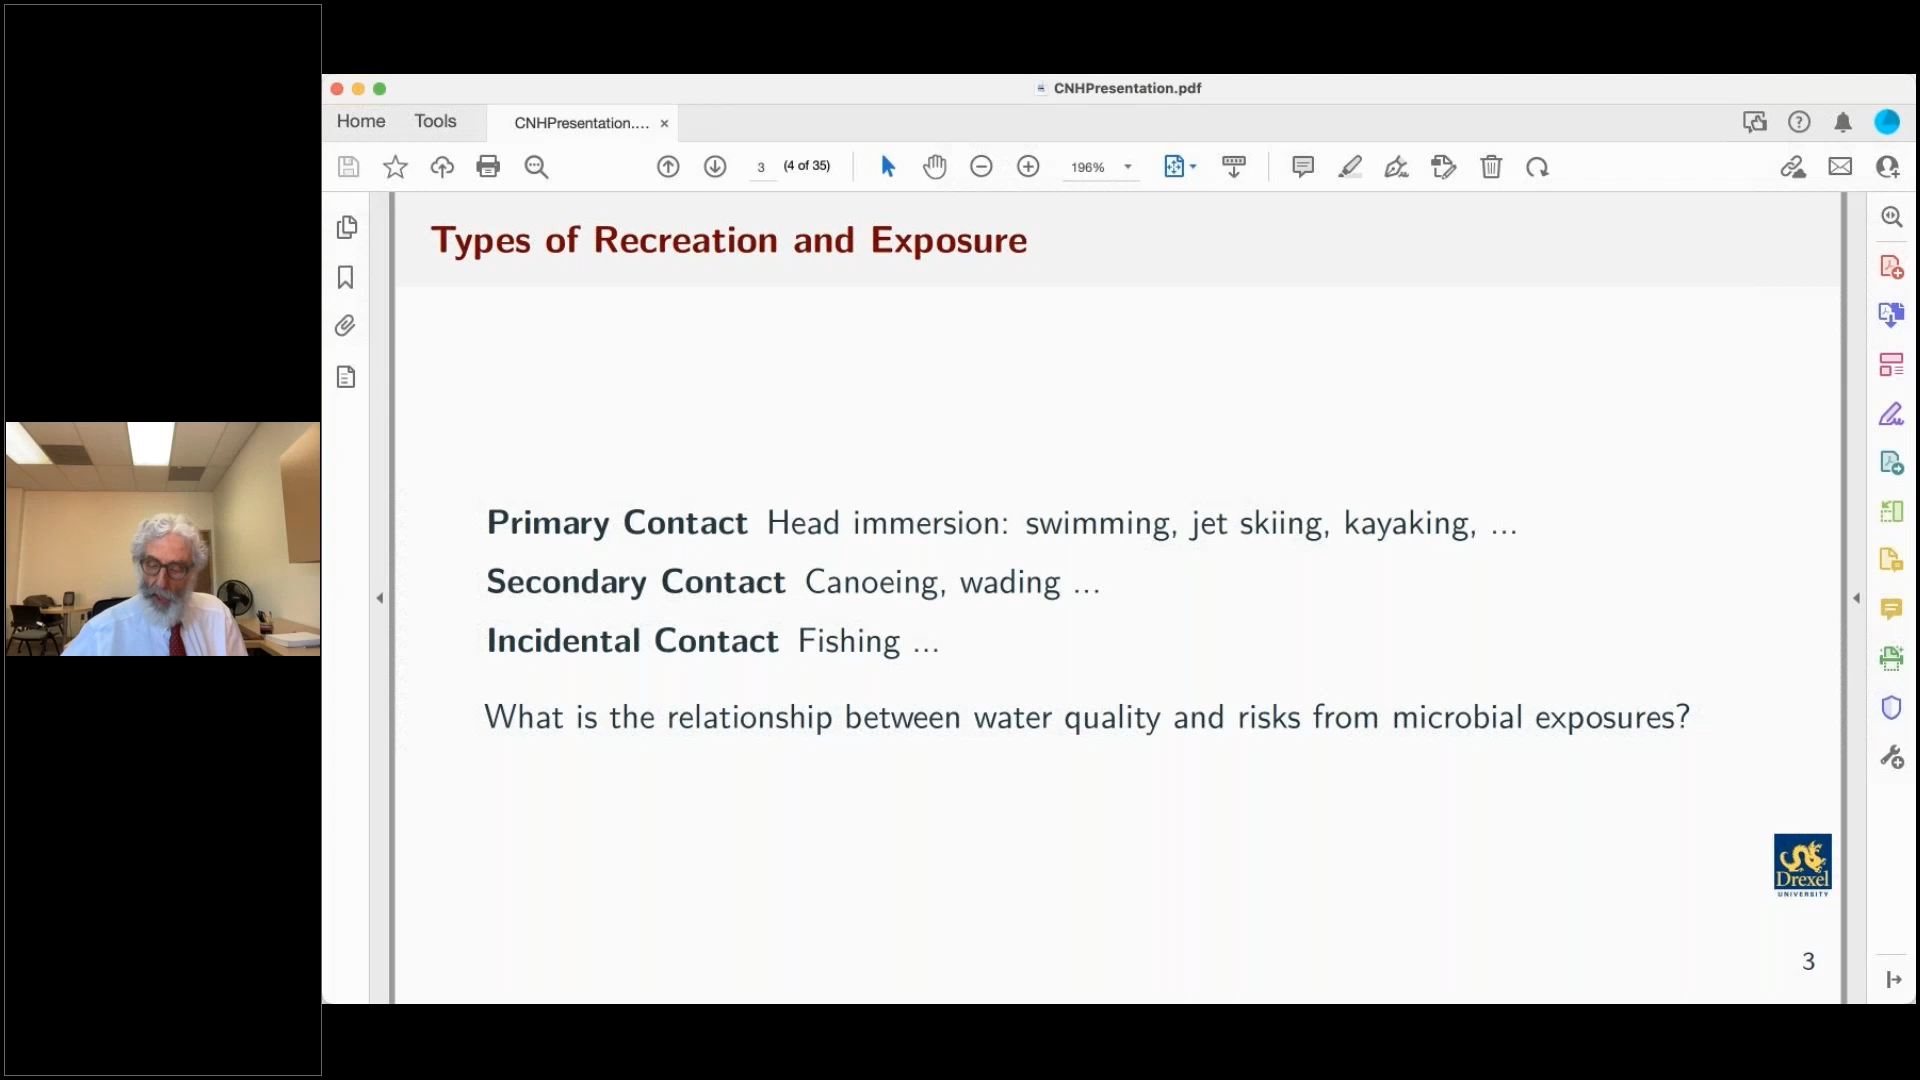 CNHPresentation.pdf
Home
Tools
CNHPresentation....
3
(4 of 35)
196%
Types of Recreation and Exposure
Primary Contact Head immersion: swimming, jet skiing, kayaking, ...
Secondary Contact Canoeing, wading ...
Incidental Contact Fishing ...
What is the relationship between water quality and risks from microbial exposures?
Drexel
UNIVERSITY
3